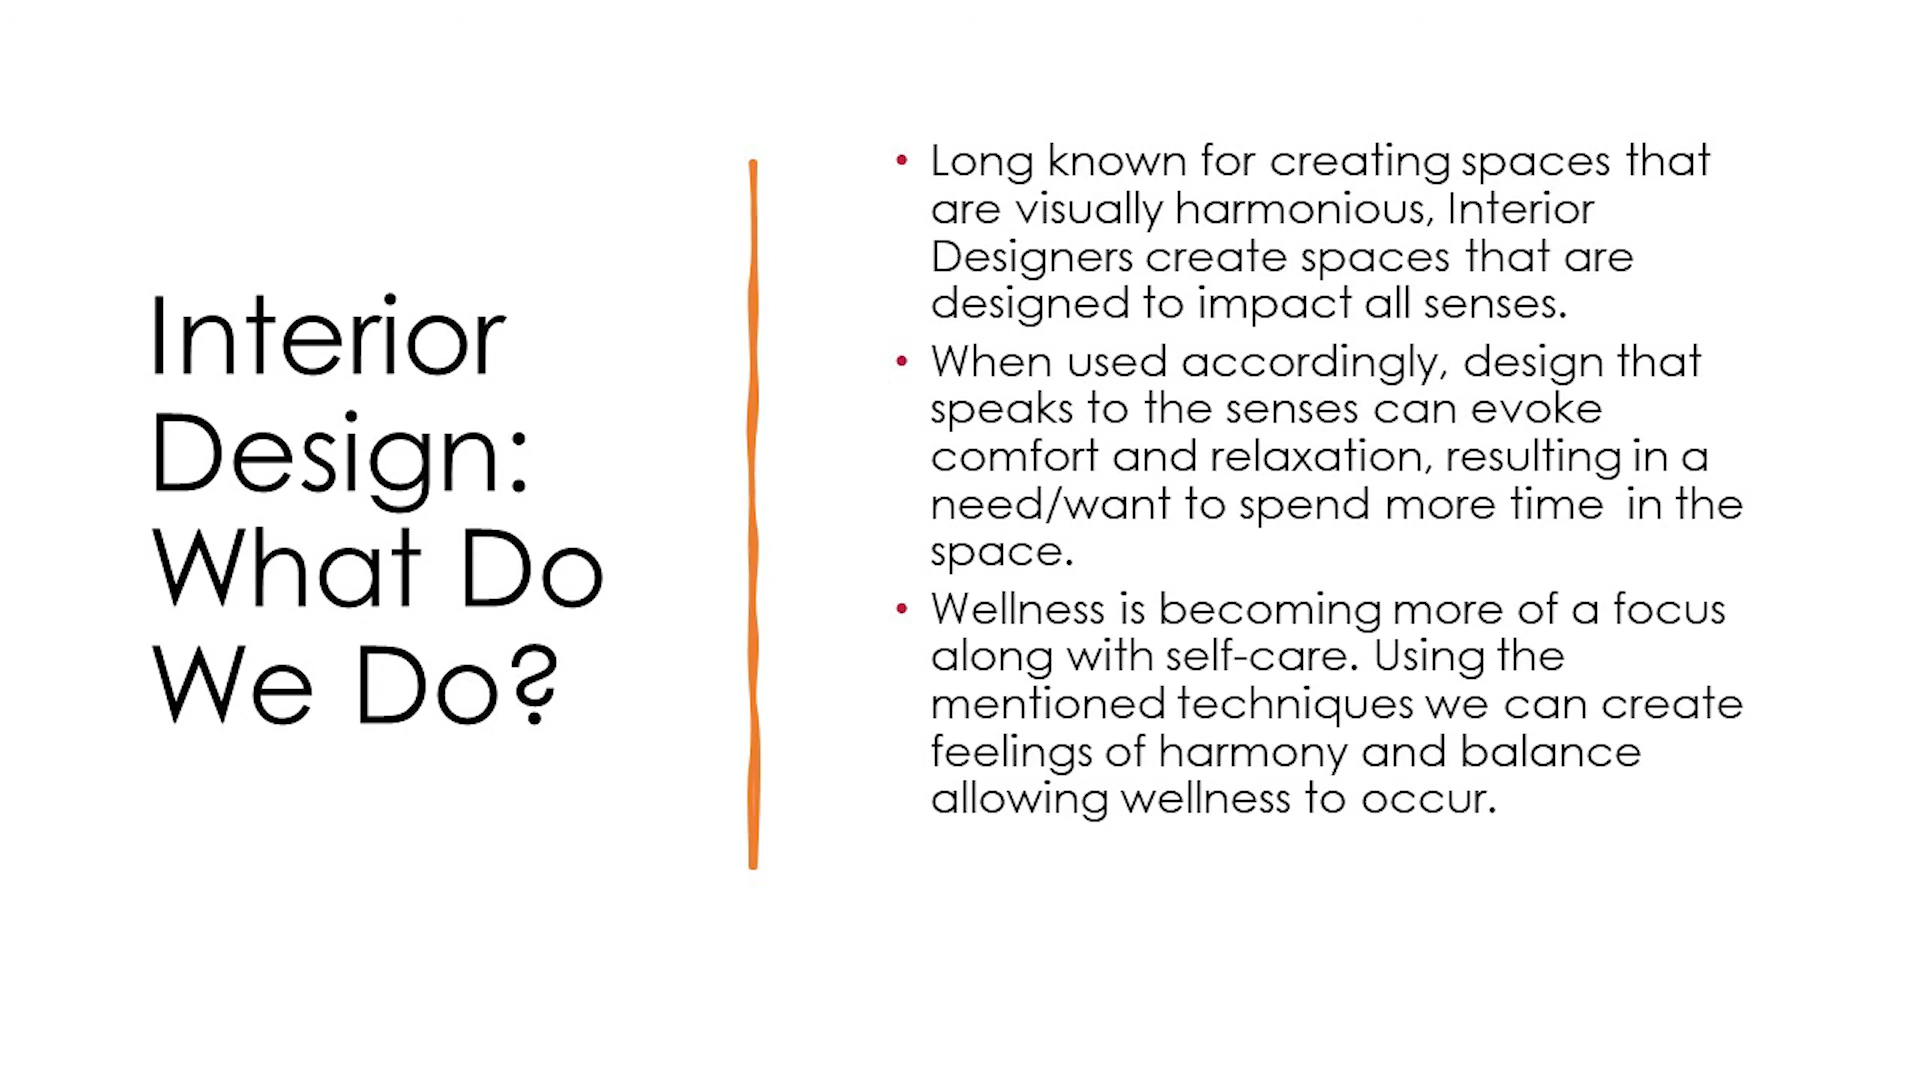 Interior
Design:
What Do
We Do?
• Long known for creating spaces that
are visually harmonious, Interior
Designers create spaces that are
designed to impact all senses.
• When used accordingly, design that
speaks to the senses can evoke
comfort and relaxation, resulting in a
need/want to spend more time  in the
space.
• Wellness is becoming more of a focus
along with self-care. Using the
mentioned techniques we can create
feelings of harmony and balance
allowing wellness to occur.